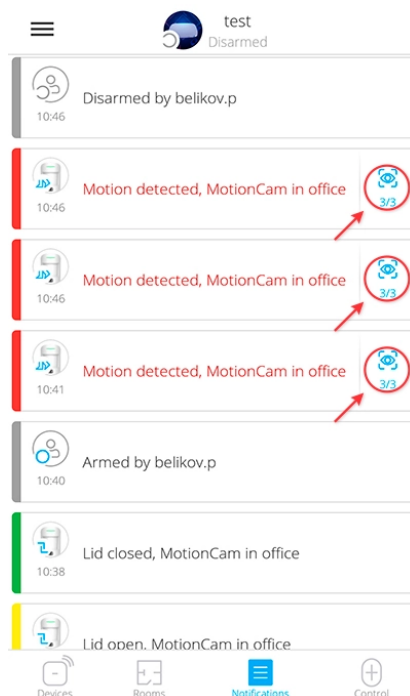 test
Disarmed
Disarmed by belikov.p
10:46
Motion detected, MotionCam in office
10:46
3/3
Motion detected, MotionCam in office
10:46
3/3
Motion detected, MotionCam in office
10:41
3/3
Armed by belikov.p
10:40
Lid closed, MotionCam in office
10:38
Lid open, MotionCam in office
Devices
Rooms
Notifications
Control